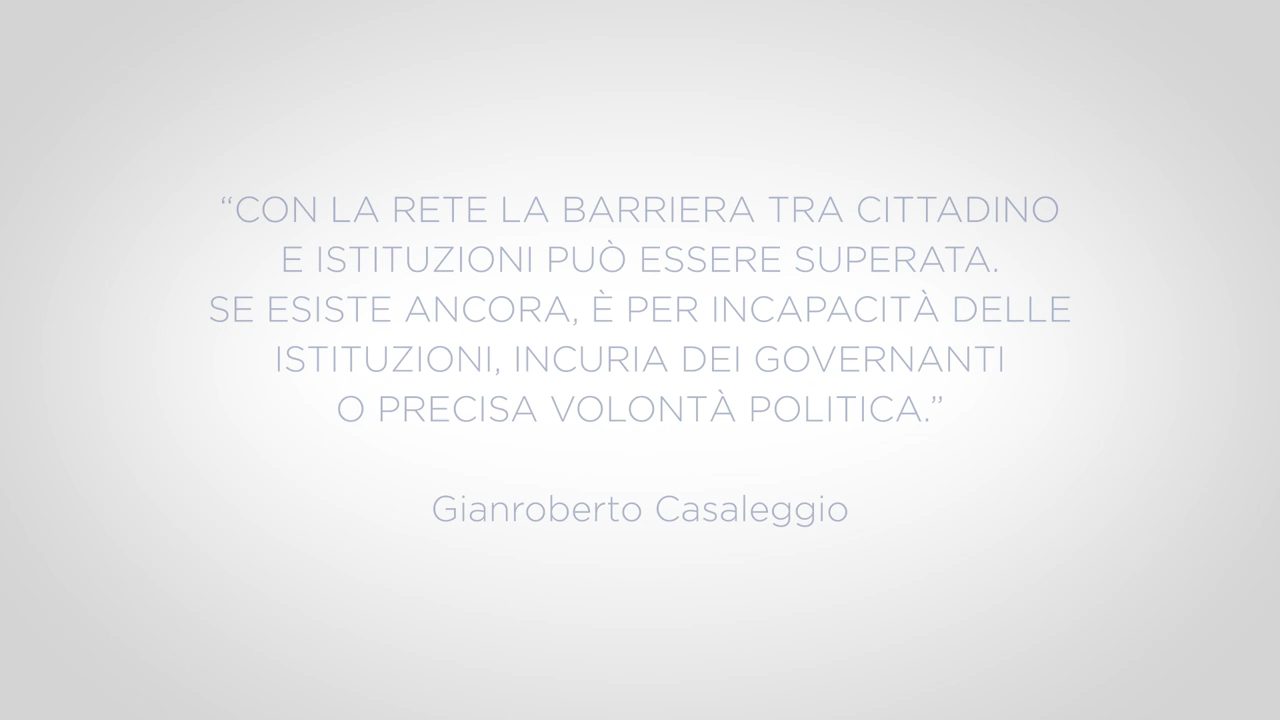 “CON LA RETE LA BARRIERA TRA CITTADINO
E ISTITUZIONI PUÒ ESSERE SUPERATA.
SE ESISTE ANCORA, È PER INCAPACITÀ DELLE
ISTITUZIONI, INCURIA DEI GOVERNANTI
O PRECISA VOLONTÀ POLITICA.”
Gianroberto Casaleggio